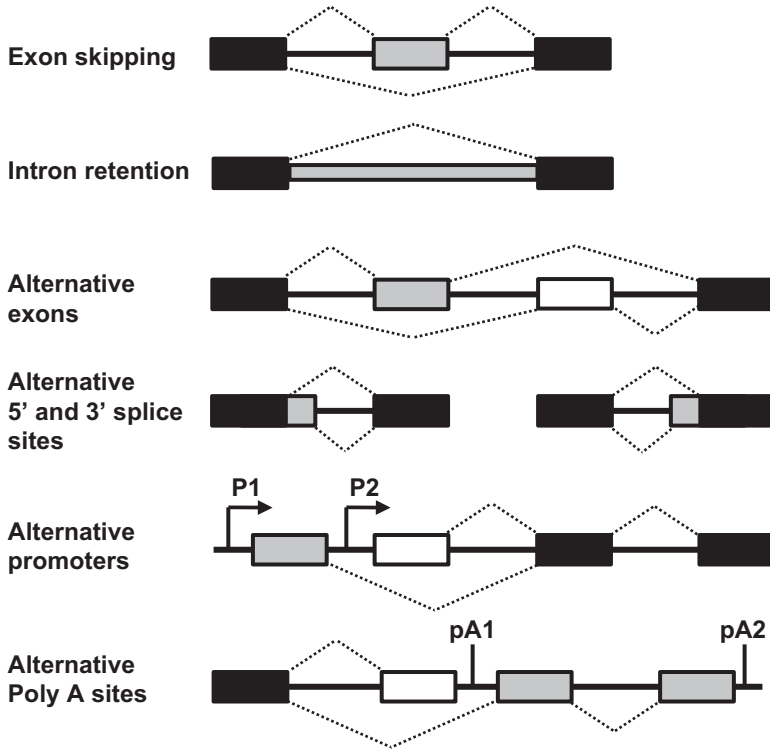 Exon skipping
Intron retention
Alternative
exons
Alternative
5' and 3' splice
sites
P1 P2
Alternative
promoters
pA1 pA2
Alternative
Poly A sites